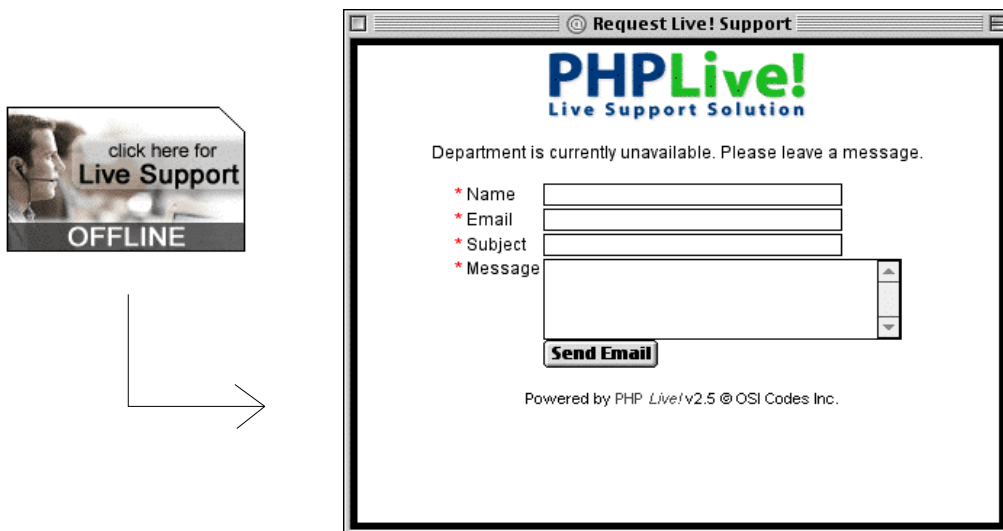 click here for
Live Support
OFFLINE
Request Live! Support
PHPLive!
Live Support Solution
Department is currently unavailable. Please leave a message.
* Name
* Email
* Subject
* Message
Send Email
Powered by PHP Live! v2.5 © OSI Codes Inc.